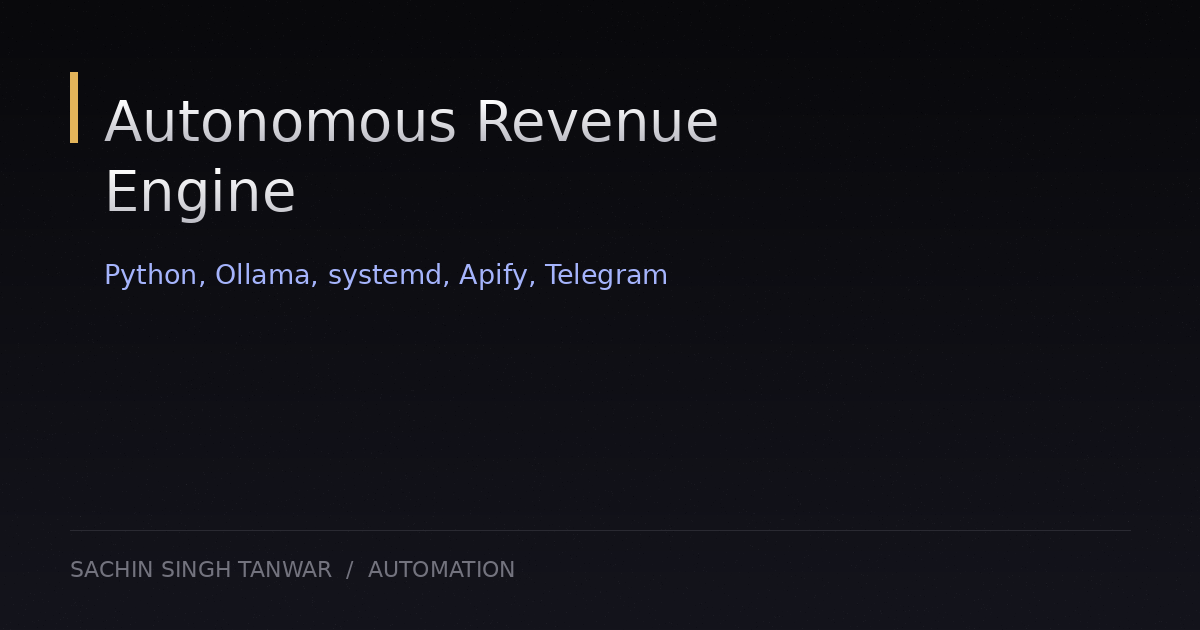 Autonomous Revenue
Engine
Python, Ollama, systemd, Apify, Telegram
SACHIN SINGH TANWAR / AUTOMATION